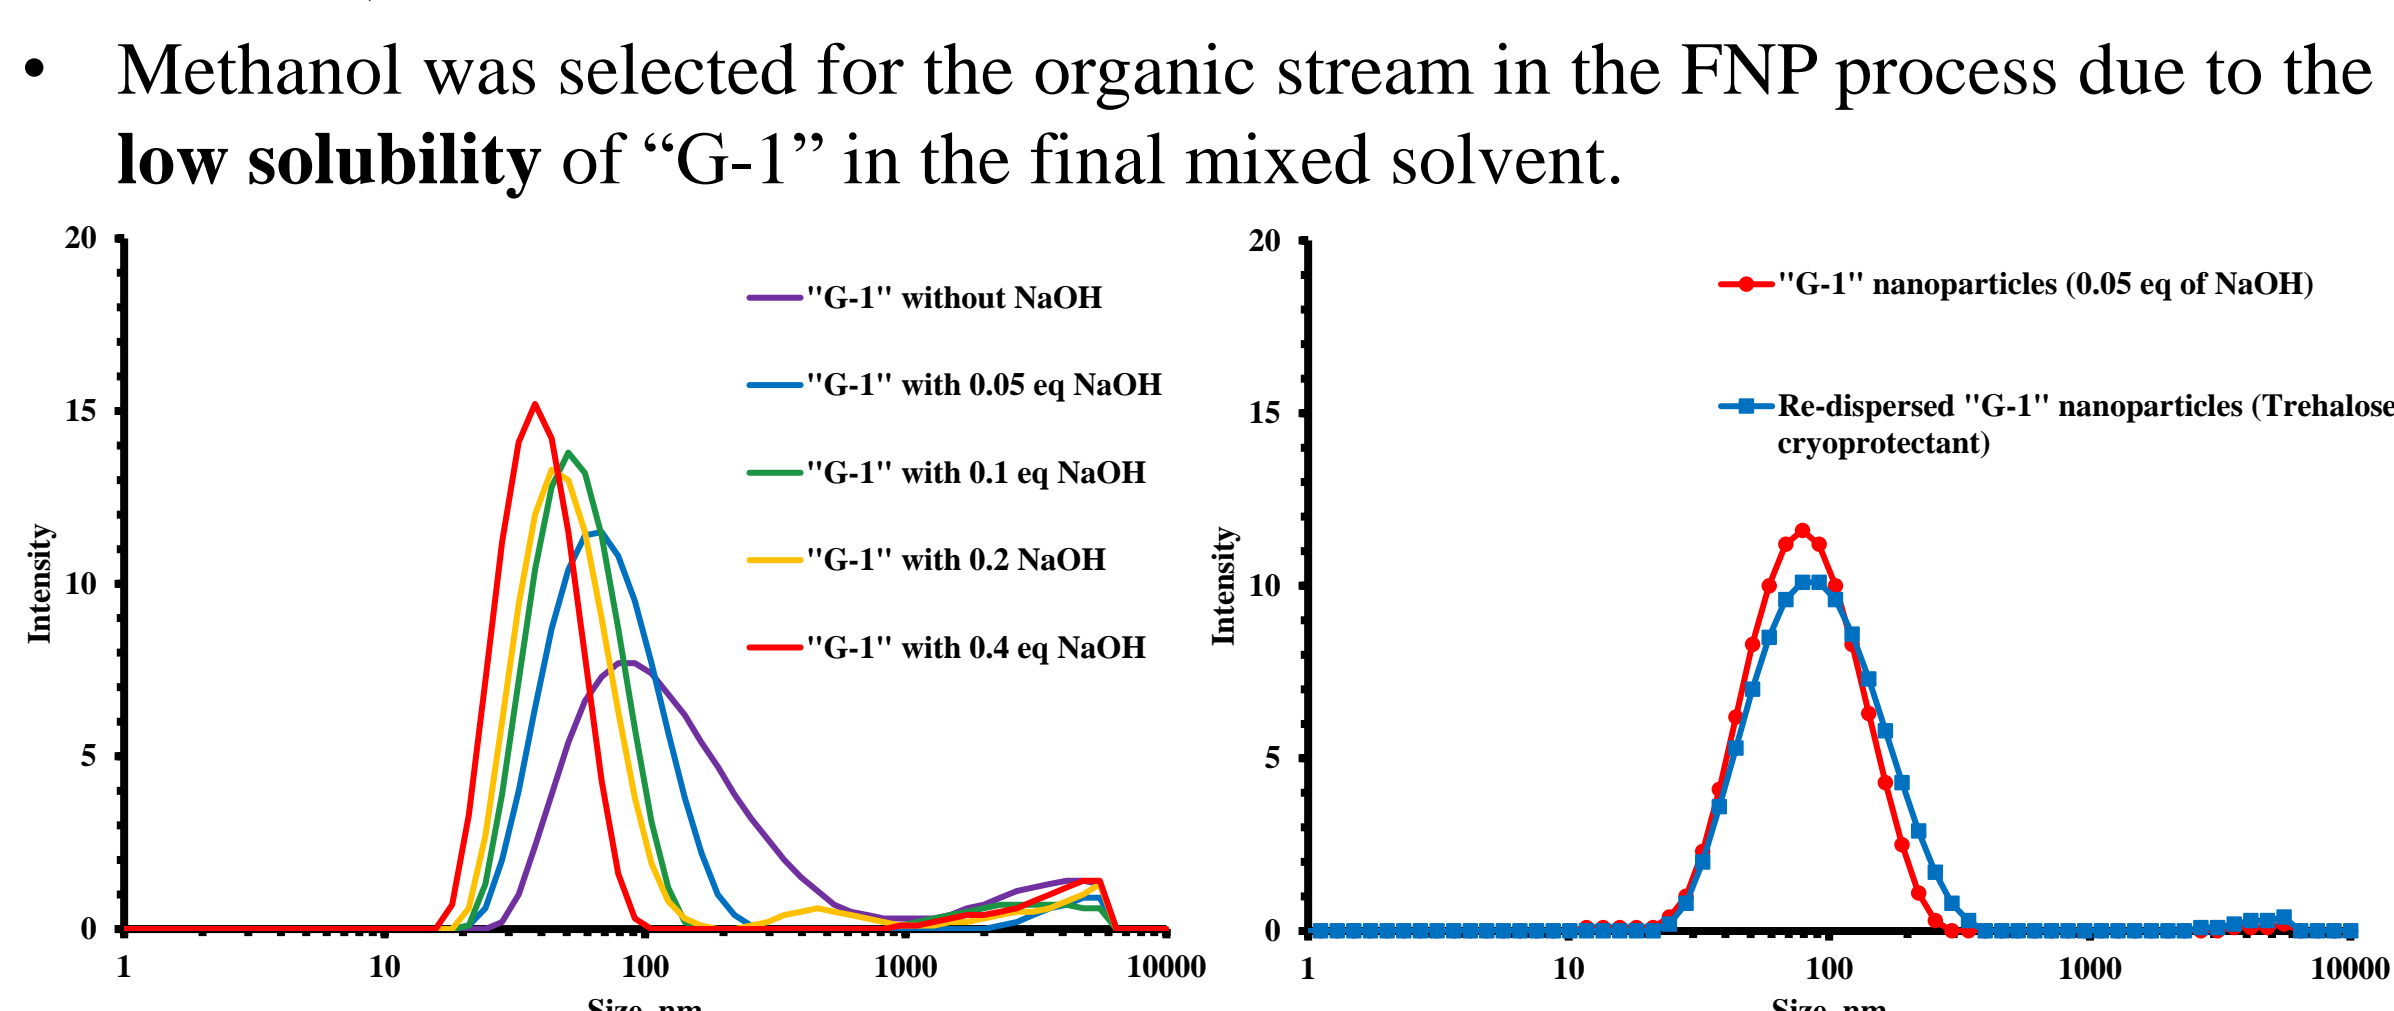 • Methanol was selected for the organic stream in the FNP process due to the
low solubility of “G-1” in the final mixed solvent.
20
15
10
5
0
Intensity
1 10 100 1000 10000
Size, nm
"G-1" without NaOH
"G-1" with 0.05 eq NaOH
"G-1" with 0.1 eq NaOH
"G-1" with 0.2 NaOH
"G-1" with 0.4 eq NaOH
20
15
10
5
0
Intensity
1 10 100 1000 10000
Size, nm
"G-1" nanoparticles (0.05 eq of NaOH)
Re-dispersed "G-1" nanoparticles (Trehalose
cryoprotectant)